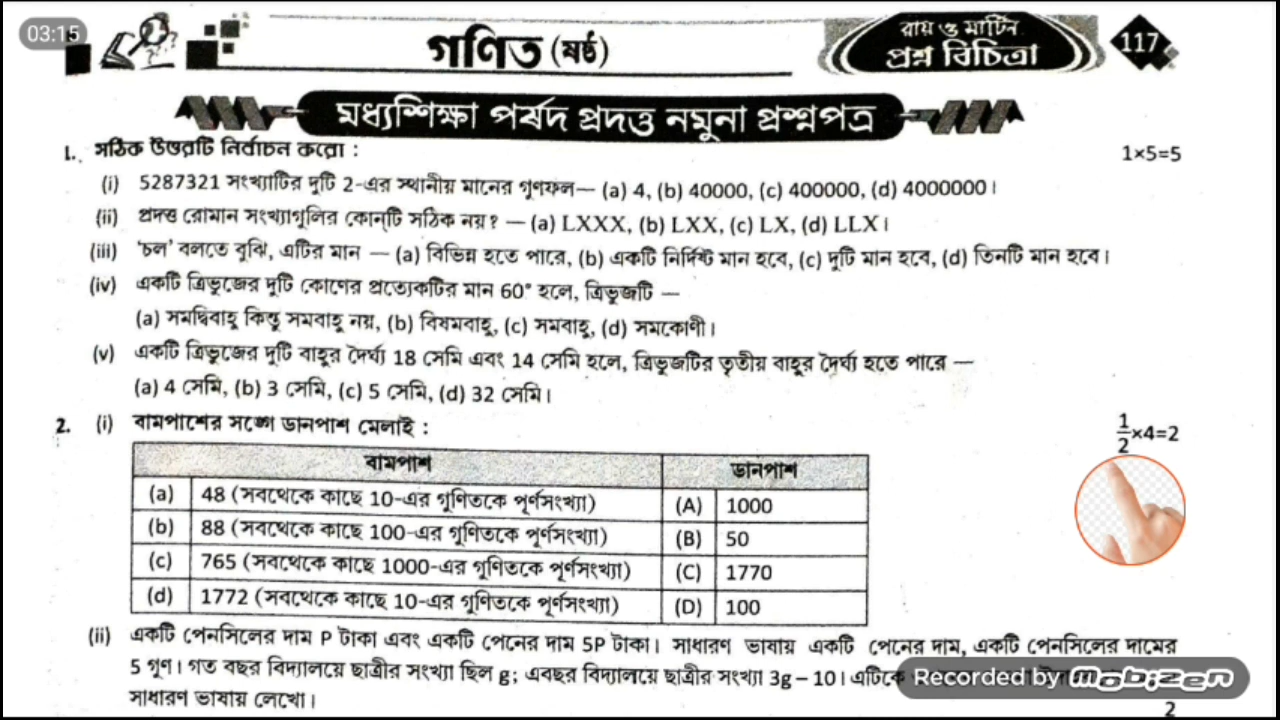 03:15
গণিত (ষষ্ঠ)
রায় ও মার্টিন
প্রশ্ন বিচিত্রা
117
মধ্যশিক্ষা পর্ষদ প্রদত্ত নমুনা প্রশ্নপত্র
1. সঠিক উত্তরটি নির্বাচন করো : 1×5=5
(i) 5287321 সংখ্যাটির দুটি 2-এর স্থানীয় মানের গুণফল— (a) 4, (b) 40000, (c) 400000, (d) 4000000।
(ii) প্রদত্ত রোমান সংখ্যাগুলির কোন্‌টি সঠিক নয়? — (a) LXXX, (b) LXX, (c) LX, (d) LLX।
(iii) ‘চল’ বলতে বুঝি, এটির মান — (a) বিভিন্ন হতে পারে, (b) একটি নির্দিষ্ট মান হবে, (c) দুটি মান হবে, (d) তিনটি মান হবে।
(iv) একটি ত্রিভুজের দুটি কোণের প্রত্যেকটির মান 60° হলে, ত্রিভুজটি —
(a) সমদ্বিবাহু কিন্তু সমবাহু নয়, (b) বিষমবাহু, (c) সমবাহু, (d) সমকোণী।
(v) একটি ত্রিভুজের দুটি বাহুর দৈর্ঘ্য 18 সেমি এবং 14 সেমি হলে, ত্রিভুজটির তৃতীয় বাহুর দৈর্ঘ্য হতে পারে —
(a) 4 সেমি, (b) 3 সেমি, (c) 5 সেমি, (d) 32 সেমি।
2. (i) বামপাশের সঙ্গে ডানপাশ মেলাই : 1/2×4=2
বামপাশ ডানপাশ
(a) 48 (সবথেকে কাছে 10-এর গুণিতকে পূর্ণসংখ্যা) (A) 1000
(b) 88 (সবথেকে কাছে 100-এর গুণিতকে পূর্ণসংখ্যা) (B) 50
(c) 765 (সবথেকে কাছে 1000-এর গুণিতকে পূর্ণসংখ্যা) (C) 1770
(d) 1772 (সবথেকে কাছে 10-এর গুণিতকে পূর্ণসংখ্যা) (D) 100
(ii) একটি পেনসিলের দাম P টাকা এবং একটি পেনের দাম 5P টাকা। সাধারণ ভাষায় একটি পেনের দাম, একটি পেনসিলের দামের
5 গুণ। গত বছর বিদ্যালয়ে ছাত্রীর সংখ্যা ছিল g; এবছর বিদ্যালয়ে ছাত্রীর সংখ্যা 3g – 10। এটিকে
Recorded by Mobizen
সাধারণ ভাষায় লেখো। 2